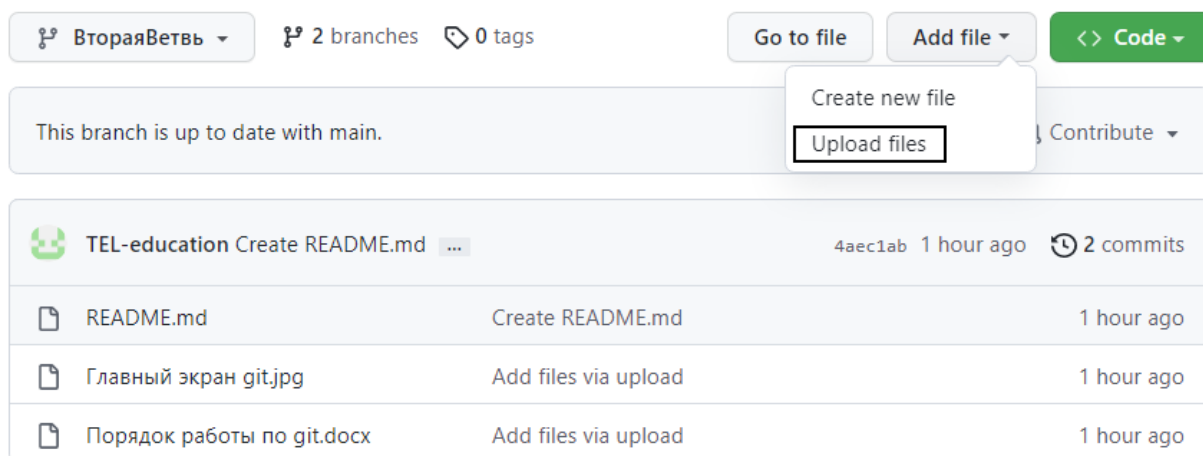 ВтораяВетвь 2 branches 0 tags Go to file Add file <> Code
Create new file
This branch is up to date with main. Contribute
Upload files
TEL-education Create README.md ... 4aec1ab 1 hour ago 2 commits
README.md Create README.md 1 hour ago
Главный экран git.jpg Add files via upload 1 hour ago
Порядок работы по git.docx Add files via upload 1 hour ago